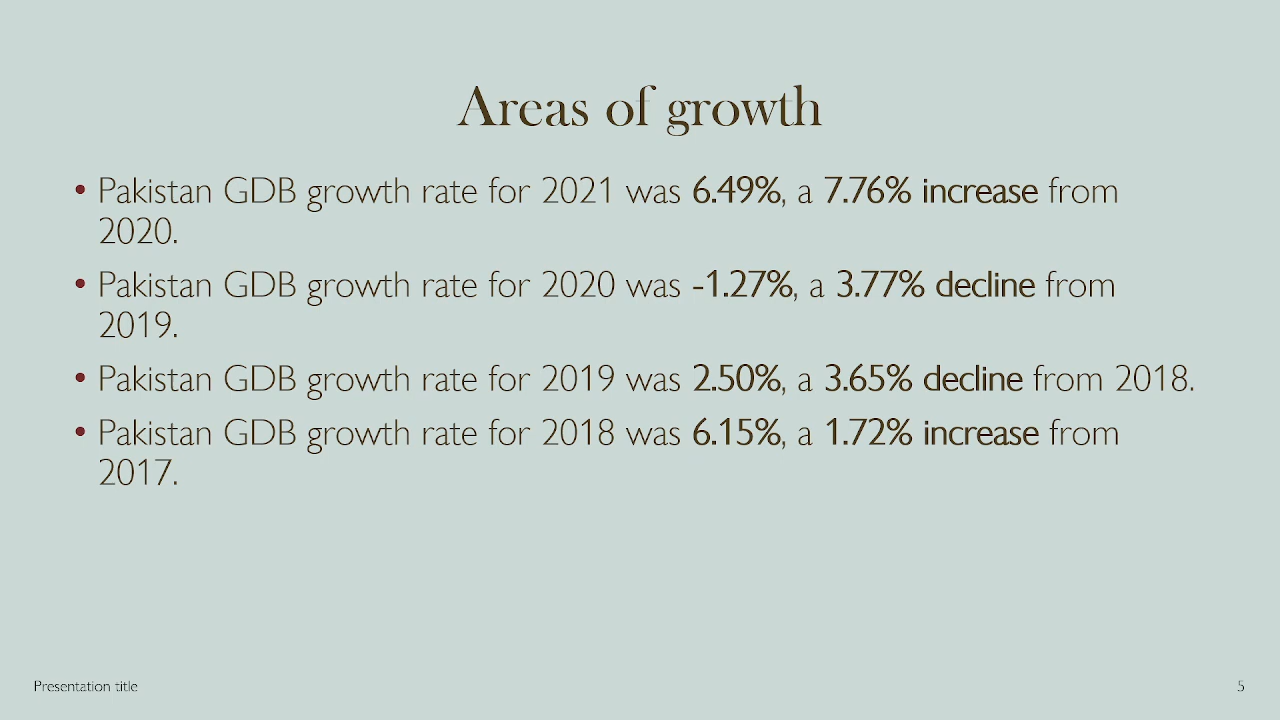 Areas of growth
• Pakistan GDB growth rate for 2021 was 6.49%, a 7.76% increase from
2020.
• Pakistan GDB growth rate for 2020 was -1.27%, a 3.77% decline from
2019.
• Pakistan GDB growth rate for 2019 was 2.50%, a 3.65% decline from 2018.
• Pakistan GDB growth rate for 2018 was 6.15%, a 1.72% increase from
2017.
Presentation title
5